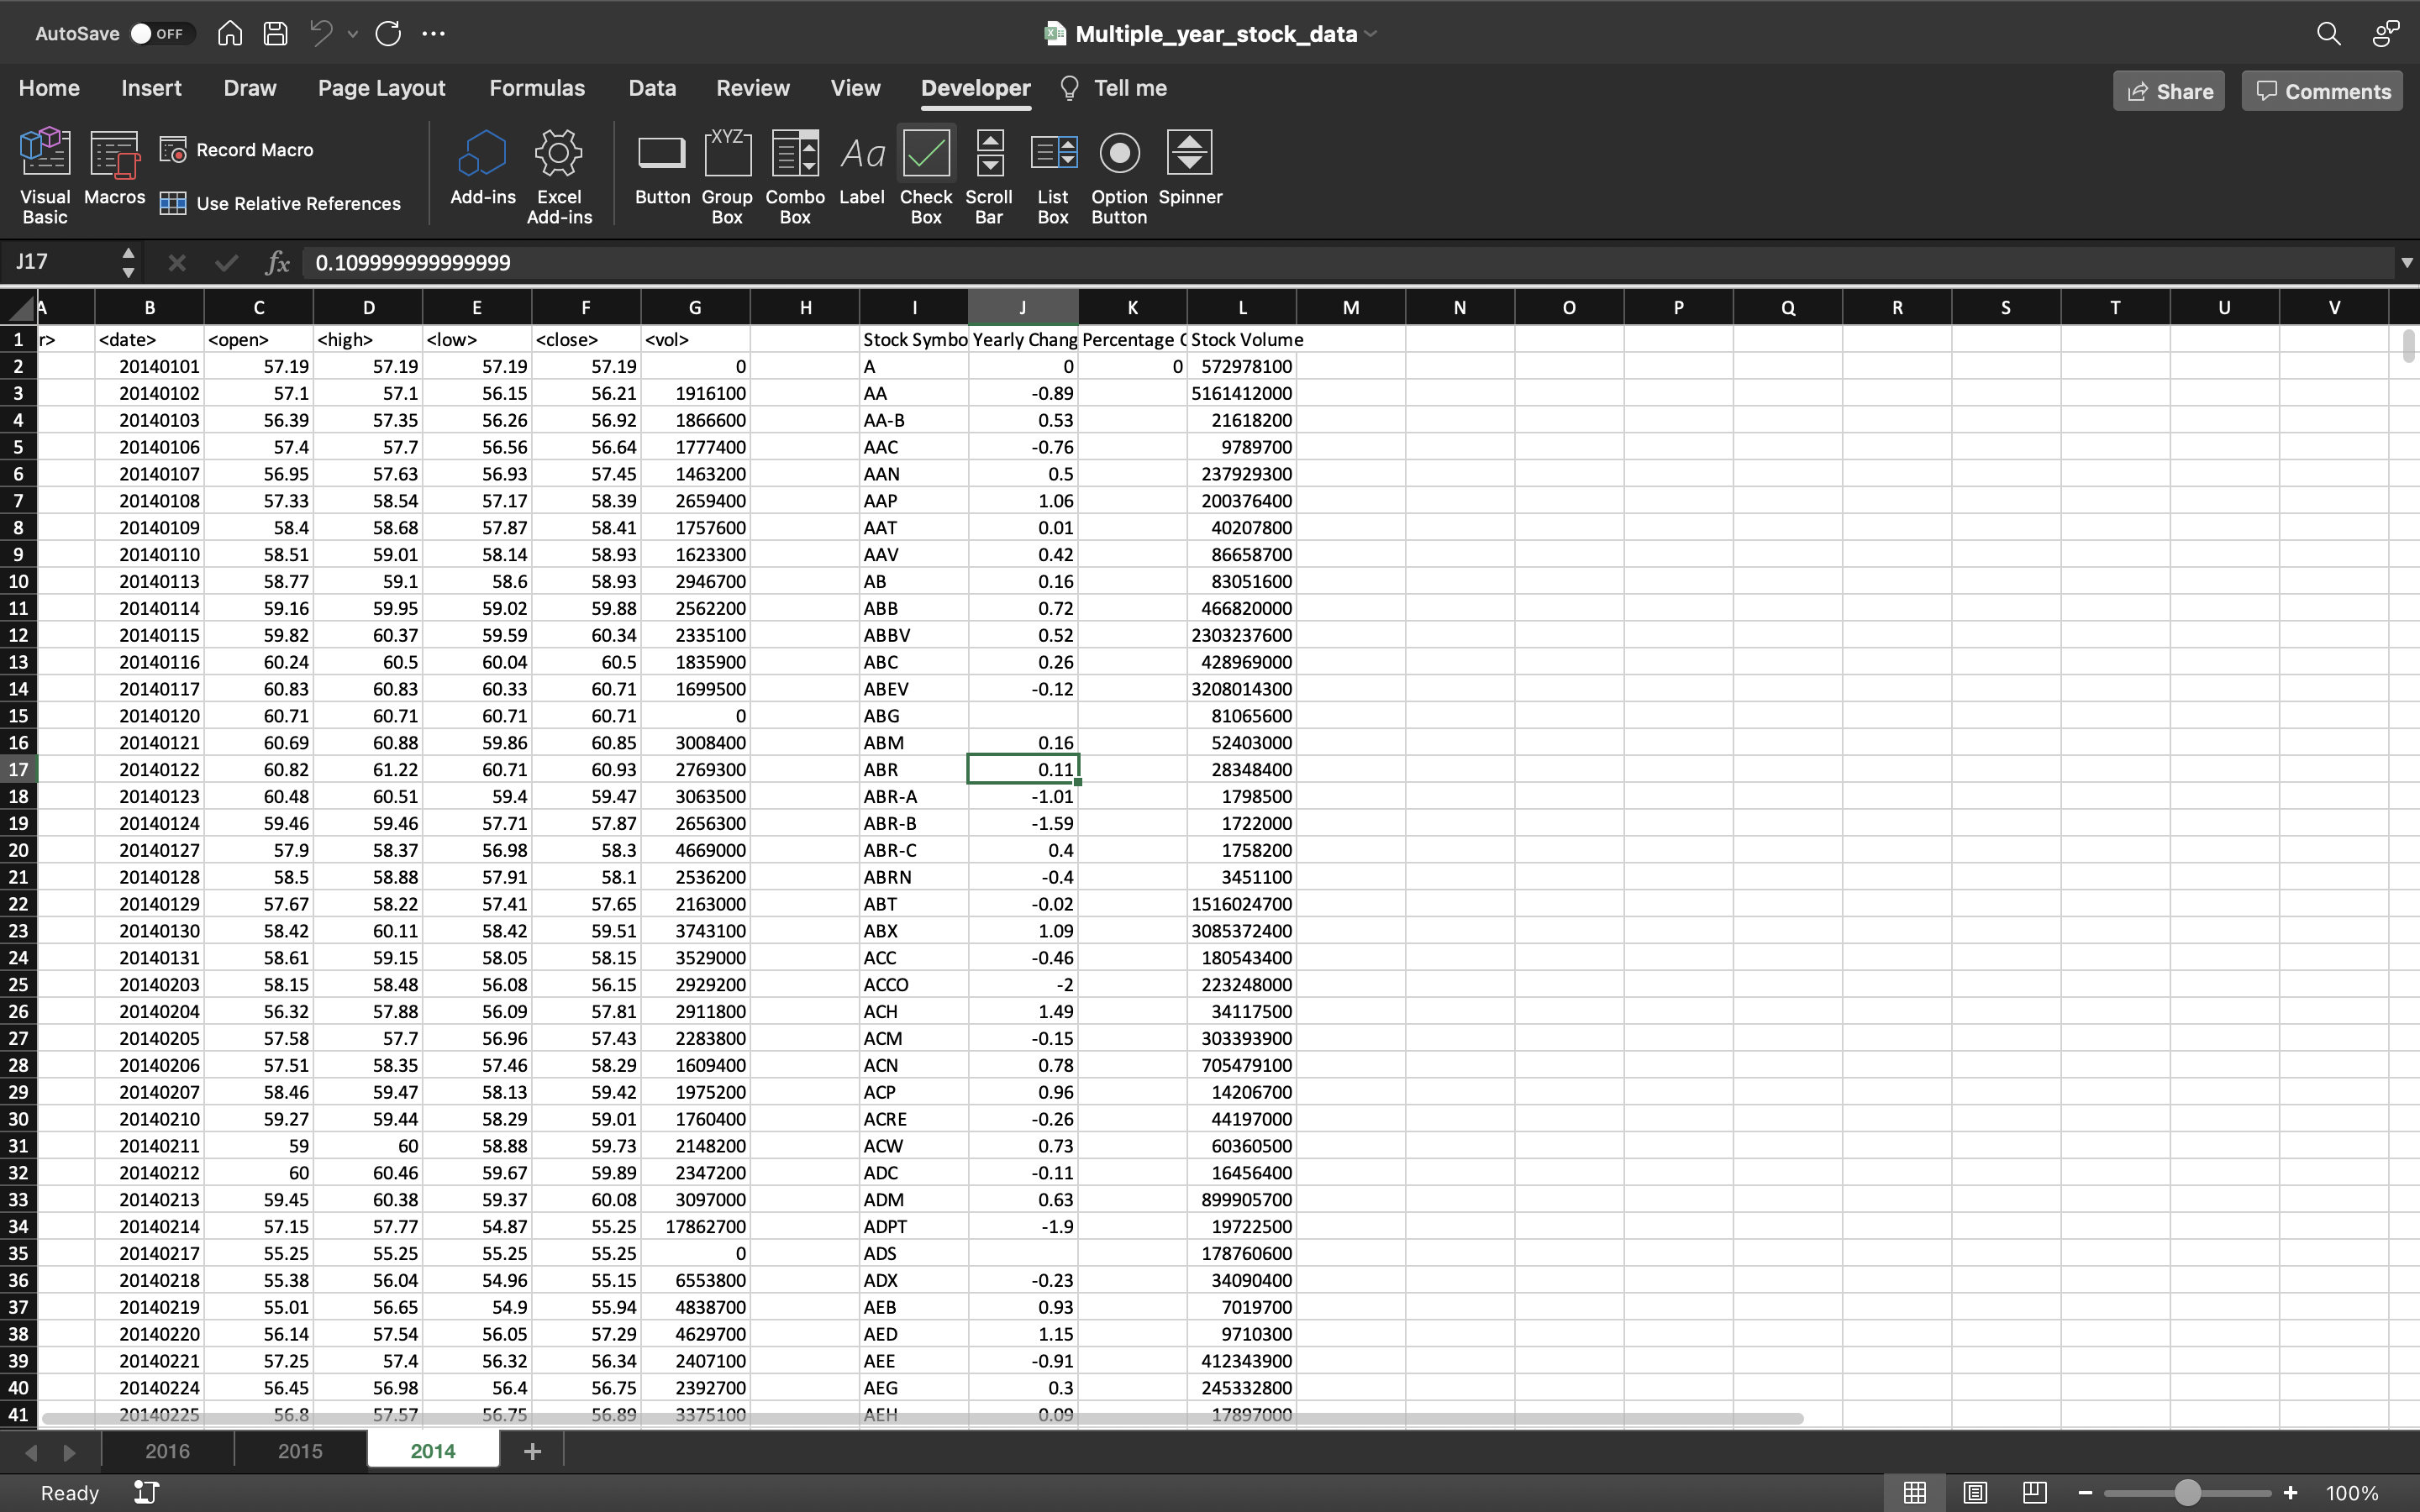 AutoSave OFF Multiple_year_stock_data
Home Insert Draw Page Layout Formulas Data Review View Developer Tell me Share Comments
Visual Basic Macros Record Macro Use Relative References Add-ins Excel Add-ins Button Group Box Combo Box Label Check Box Scroll Bar List Box Option Button Spinner
J17 fx 0.109999999999999
A B C D E F G H I J K L M N O P Q R S T U V
1 r> <date> <open> <high> <low> <close> <vol> Stock Symbo Yearly Chang Percentage C Stock Volume
2 20140101 57.19 57.19 57.19 57.19 0 A 0 0 572978100
3 20140102 57.1 57.1 56.15 56.21 1916100 AA -0.89 5161412000
4 20140103 56.39 57.35 56.26 56.92 1866600 AA-B 0.53 21618200
5 20140106 57.4 57.7 56.56 56.64 1777400 AAC -0.76 9789700
6 20140107 56.95 57.63 56.93 57.45 1463200 AAN 0.5 237929300
7 20140108 57.33 58.54 57.17 58.39 2659400 AAP 1.06 200376400
8 20140109 58.4 58.68 57.87 58.41 1757600 AAT 0.01 40207800
9 20140110 58.51 59.01 58.14 58.93 1623300 AAV 0.42 86658700
10 20140113 58.77 59.1 58.6 58.93 2946700 AB 0.16 83051600
11 20140114 59.16 59.95 59.02 59.88 2562200 ABB 0.72 466820000
12 20140115 59.82 60.37 59.59 60.34 2335100 ABBV 0.52 2303237600
13 20140116 60.24 60.5 60.04 60.5 1835900 ABC 0.26 428969000
14 20140117 60.83 60.83 60.33 60.71 1699500 ABEV -0.12 3208014300
15 20140120 60.71 60.71 60.71 60.71 0 ABG 81065600
16 20140121 60.69 60.88 59.86 60.85 3008400 ABM 0.16 52403000
17 20140122 60.82 61.22 60.71 60.93 2769300 ABR 0.11 28348400
18 20140123 60.48 60.51 59.4 59.47 3063500 ABR-A -1.01 1798500
19 20140124 59.46 59.46 57.71 57.87 2656300 ABR-B -1.59 1722000
20 20140127 57.9 58.37 56.98 58.3 4669000 ABR-C 0.4 1758200
21 20140128 58.5 58.88 57.91 58.1 2536200 ABRN -0.4 3451100
22 20140129 57.67 58.22 57.41 57.65 2163000 ABT -0.02 1516024700
23 20140130 58.42 60.11 58.42 59.51 3743100 ABX 1.09 3085372400
24 20140131 58.61 59.15 58.05 58.15 3529000 ACC -0.46 180543400
25 20140203 58.15 58.48 56.08 56.15 2929200 ACCO -2 223248000
26 20140204 56.32 57.88 56.09 57.81 2911800 ACH 1.49 34117500
27 20140205 57.58 57.7 56.96 57.43 2283800 ACM -0.15 303393900
28 20140206 57.51 58.35 57.46 58.29 1609400 ACN 0.78 705479100
29 20140207 58.46 59.47 58.13 59.42 1975200 ACP 0.96 14206700
30 20140210 59.27 59.44 58.29 59.01 1760400 ACRE -0.26 44197000
31 20140211 59 60 58.88 59.73 2148200 ACW 0.73 60360500
32 20140212 60 60.46 59.67 59.89 2347200 ADC -0.11 16456400
33 20140213 59.45 60.38 59.37 60.08 3097000 ADM 0.63 899905700
34 20140214 57.15 57.77 54.87 55.25 17862700 ADPT -1.9 19722500
35 20140217 55.25 55.25 55.25 55.25 0 ADS 178760600
36 20140218 55.38 56.04 54.96 55.15 6553800 ADX -0.23 34090400
37 20140219 55.01 56.65 54.9 55.94 4838700 AEB 0.93 7019700
38 20140220 56.14 57.54 56.05 57.29 4629700 AED 1.15 9710300
39 20140221 57.25 57.4 56.32 56.34 2407100 AEE -0.91 412343900
40 20140224 56.45 56.98 56.4 56.75 2392700 AEG 0.3 245332800
41 20140225 56.8 57.57 56.75 56.89 3375100 AEH 0.09 17897000
2016 2015 2014 +
Ready 100%